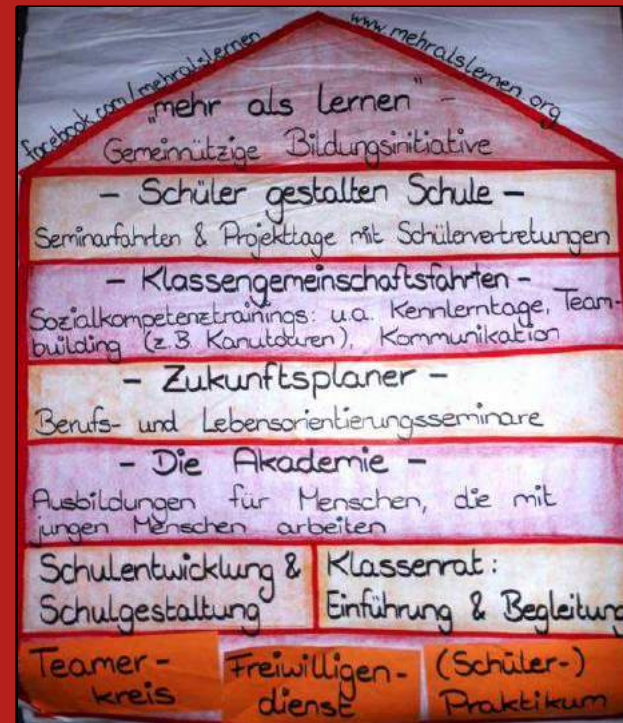 facebook.com/mehralslernen
www.mehralslernen.org
"mehr als lernen" -
Gemeinnützige Bildungsinitiative
- Schüler gestalten Schule -
Seminarfahrten & Projekttage mit Schülervertretungen
- Klassengemeinschaftsfahrten -
Sozialkompetenztrainings: u.a. Kennlerntage, Team-
building (z.B. Kanutouren), Kommunikation
- Zukunftsplaner -
Berufs- und Lebensorientierungsseminare
- Die Akademie -
Ausbildungen für Menschen, die mit
jungen Menschen arbeiten
Schulentwicklung &
Schulgestaltung
Klassenrat:
Einführung & Begleitung
Teamer-
kreis
Freiwilligen-
dienst
(Schüler-)
Praktikum